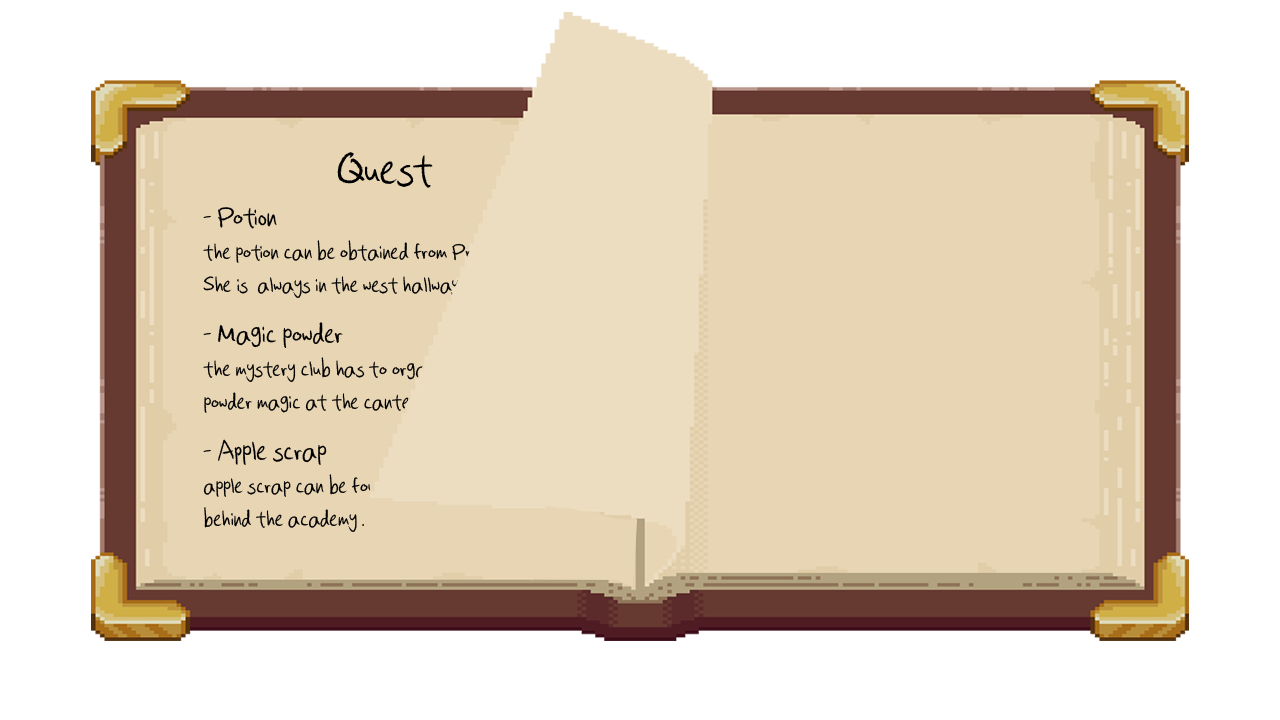 Quest
- Potion
the potion can be obtained from
She is always in the west
- Magic powder
the mystery club has to
powder magic at the
- Apple scrap
apple scrap can be
behind the academy.